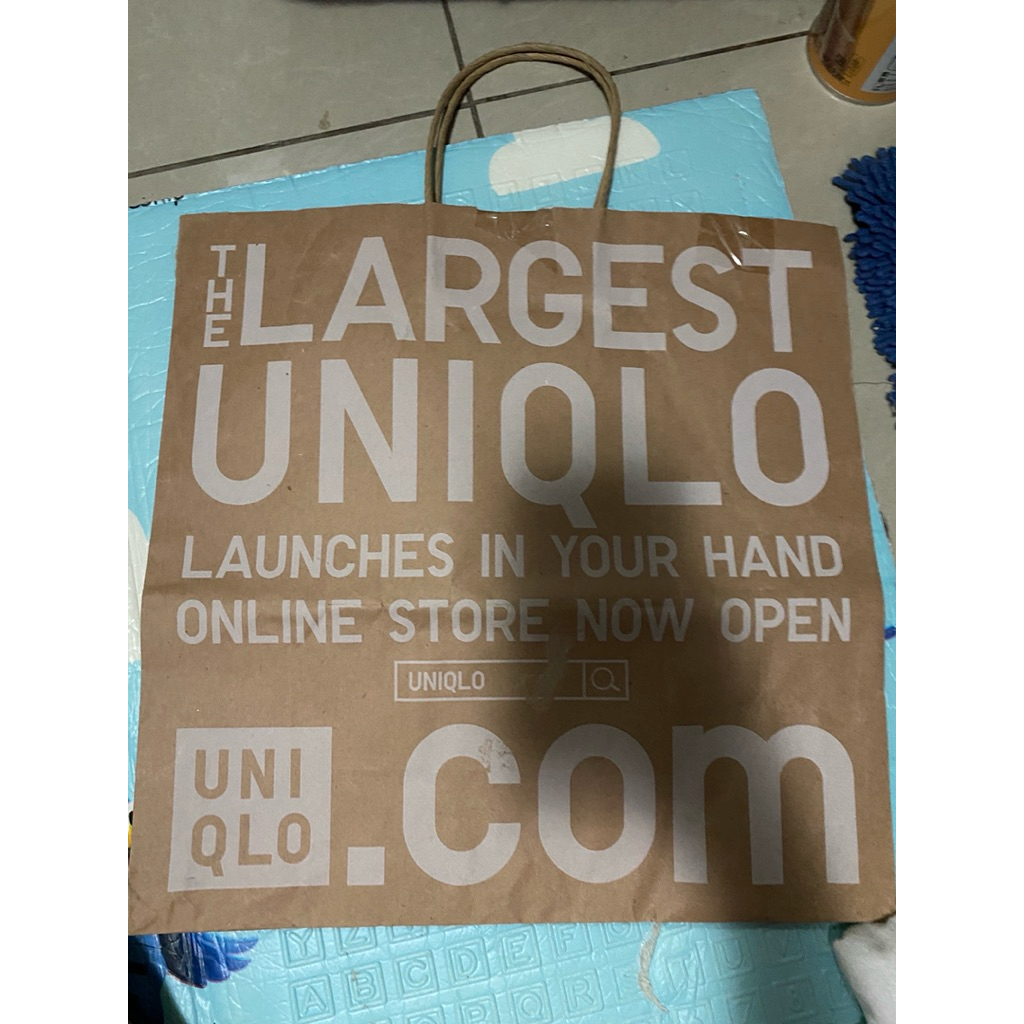 THE LARGEST
UNIQLO
LAUNCHES IN YOUR HAND
ONLINE STORE NOW OPEN
UNIQLO
UNI
QLO
.com